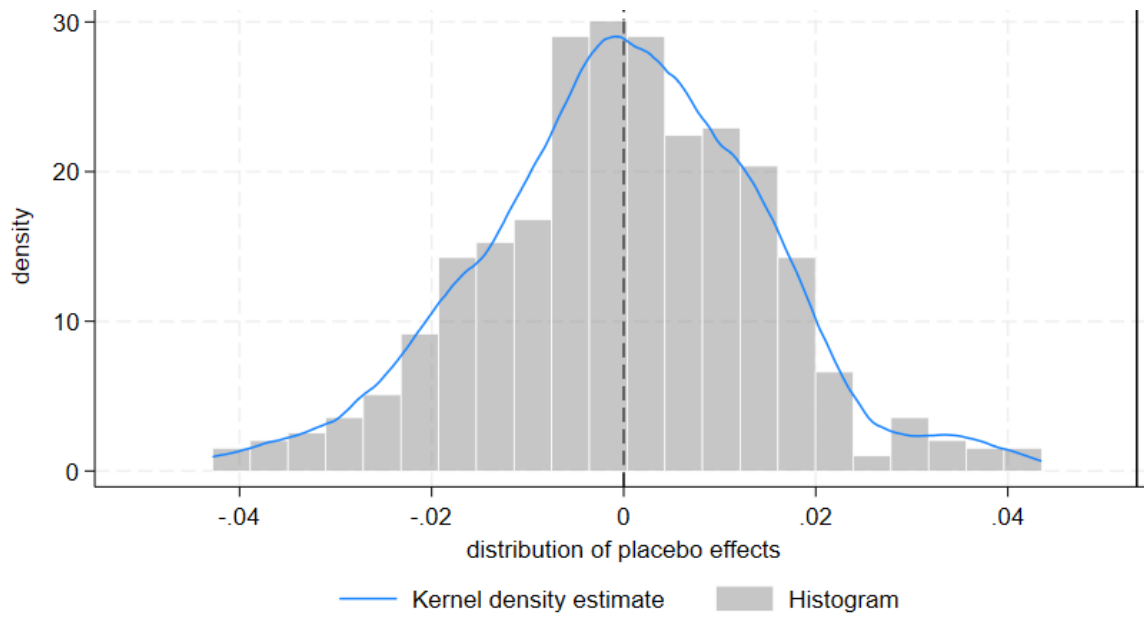 density
30
20
10
0
-.04 -.02 0 .02 .04
distribution of placebo effects
Kernel density estimate Histogram